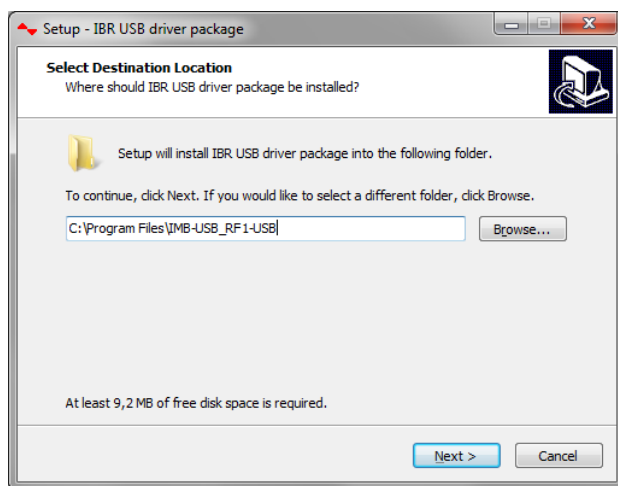 Setup - IBR USB driver package
Select Destination Location
Where should IBR USB driver package be installed?
Setup will install IBR USB driver package into the following folder.
To continue, click Next. If you would like to select a different folder, click Browse.
C:\Program Files\IMB-USB_RF1-USB
Browse...
At least 9,2 MB of free disk space is required.
Next >
Cancel